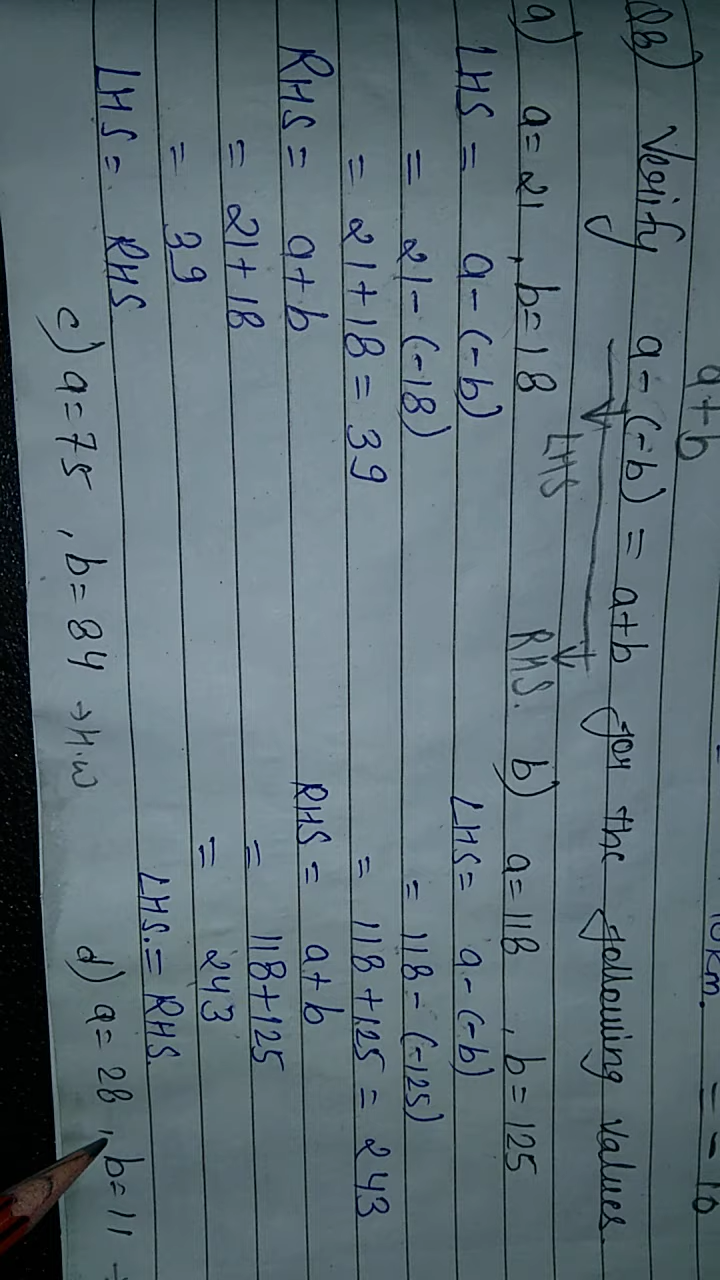 a+b
10km. = - 10
Q8) Verify a - (-b) = a+b for the following values.
LHS RHS.
a) a = 21 , b = 18
LHS = a - (-b)
= 21 - (-18)
= 21 + 18 = 39
RHS = a + b
= 21 + 18
= 39
LHS = RHS
b) a = 118 , b = 125
LHS = a - (-b)
= 118 - (-125)
= 118 + 125 = 243
RHS = a + b
= 118 + 125
= 243
LHS. = RHS.
c) a = 75 , b = 84 → H.W
d) a = 28 , b = 11 →